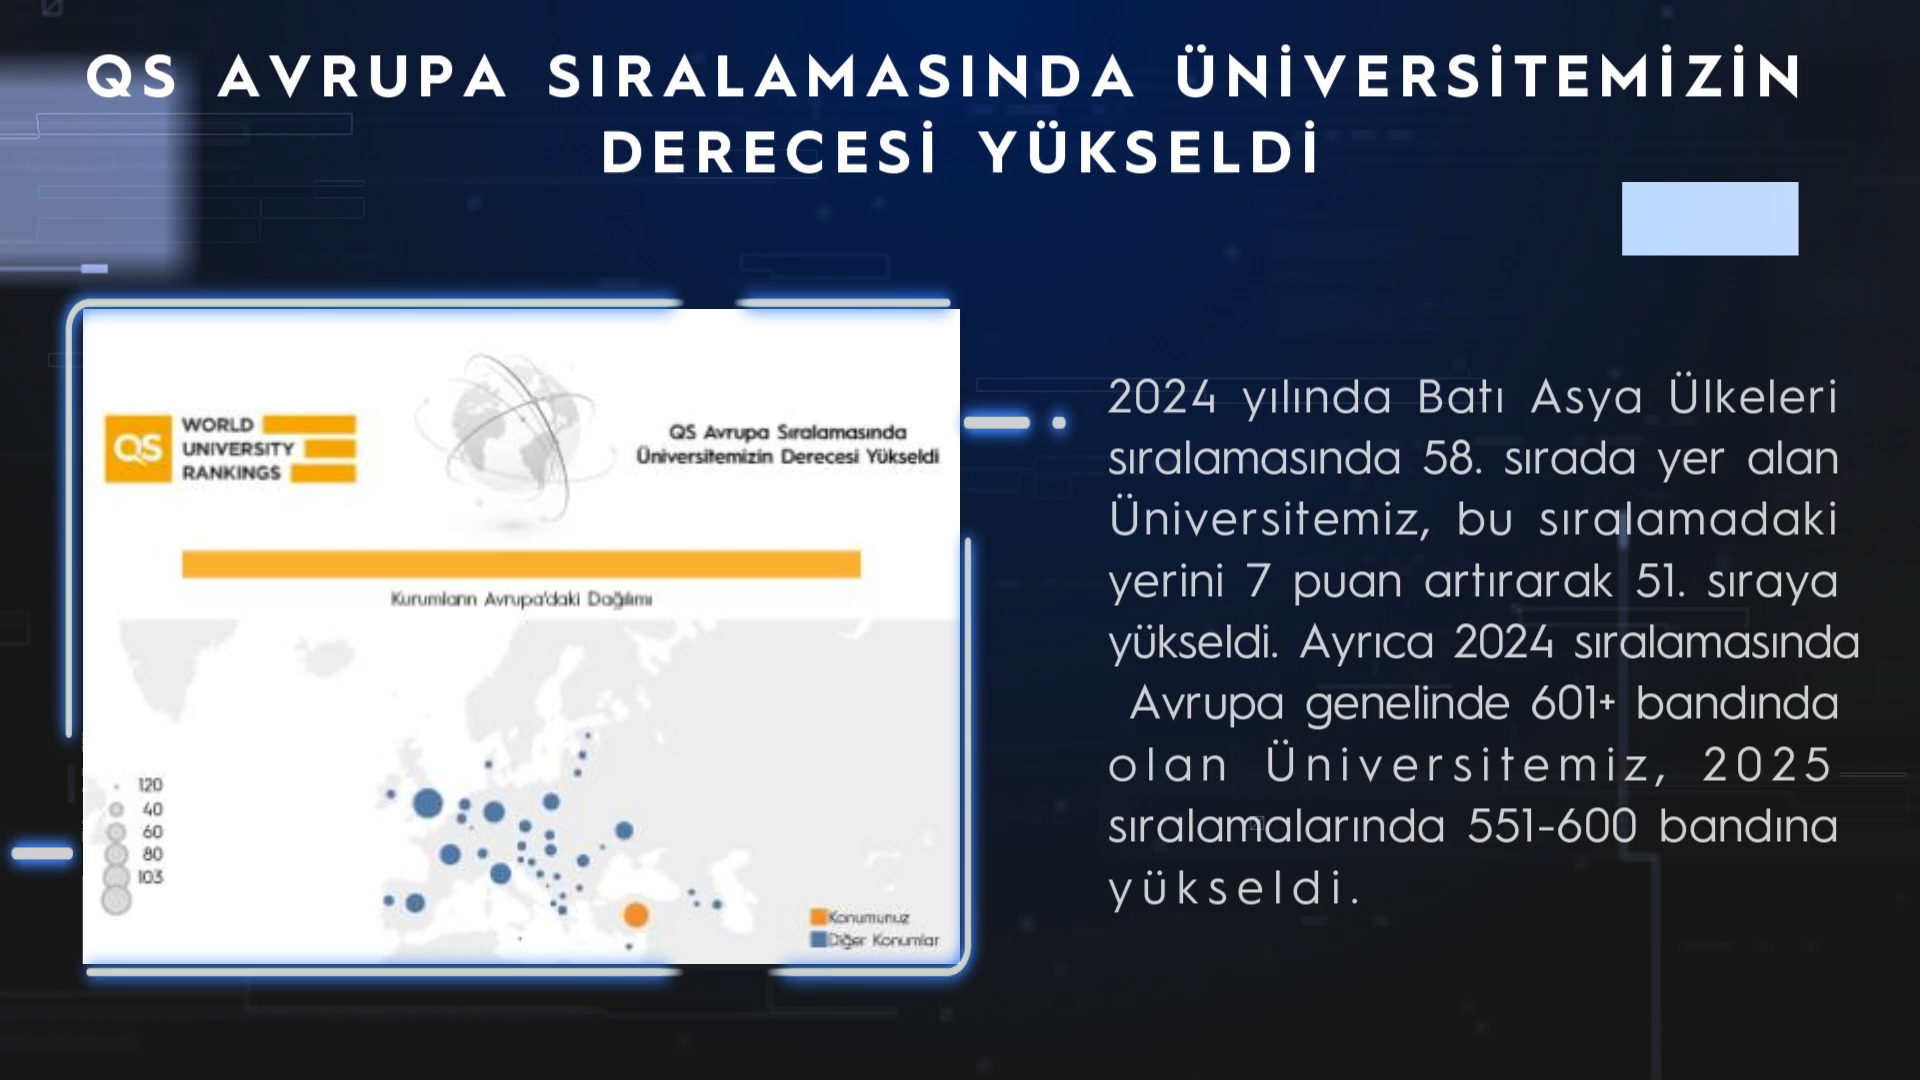 QS AVRUPA SIRALAMASINDA ÜNİVERSİTEMİZİN
DERECESİ YÜKSELDİ
QS
WORLD
UNIVERSITY
RANKINGS
QS Avrupa Sıralamasında
Üniversitemizin Derecesi Yükseldi
Kurumların Avrupa'daki Dağılımı
120
40
60
80
103
Konumunuz
Diğer Konumlar
2024 yılında Batı Asya Ülkeleri
sıralamasında 58. sırada yer alan
Üniversitemiz, bu sıralamadaki
yerini 7 puan artırarak 51. sıraya
yükseldi. Ayrıca 2024 sıralamasında
Avrupa genelinde 601+ bandında
olan Üniversitemiz, 2025
sıralamalarında 551-600 bandına
yükseldi.